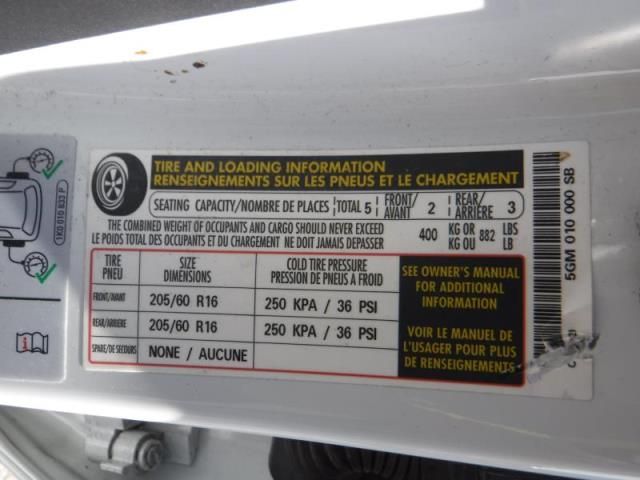 TIRE AND LOADING INFORMATION
RENSEIGNEMENTS SUR LES PNEUS ET LE CHARGEMENT
SEATING CAPACITY/NOMBRE DE PLACES TOTAL 5 FRONT/AVANT 2 REAR/ARRIÈRE 3
THE COMBINED WEIGHT OF OCCUPANTS AND CARGO SHOULD NEVER EXCEED 400 KG OR 882 LBS
LE POIDS TOTAL DES OCCUPANTS ET DU CHARGEMENT NE DOIT JAMAIS DEPASSER KG OU LB
TIRE PNEU SIZE DIMENSIONS COLD TIRE PRESSURE PRESSION DE PNEUS A FROID
FRONT/AVANT 205/60 R16 250 KPA / 36 PSI
REAR/ARRIERE 205/60 R16 250 KPA / 36 PSI
SPARE/DE SECOURS NONE / AUCUNE
SEE OWNER'S MANUAL
FOR ADDITIONAL
INFORMATION
VOIR LE MANUEL DE
L'USAGER POUR PLUS
DE RENSEIGNEMENTS
5GM 010 000 SB
1K0 010 633 P